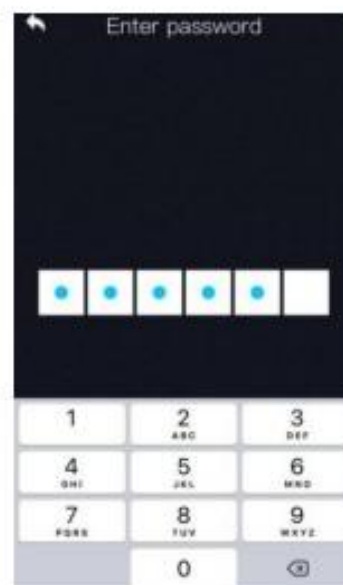 Enter password
1 2 3
ABC DEF
4 5 6
GHI JKL MNO
7 8 9
PQRS TUV WXYZ
0